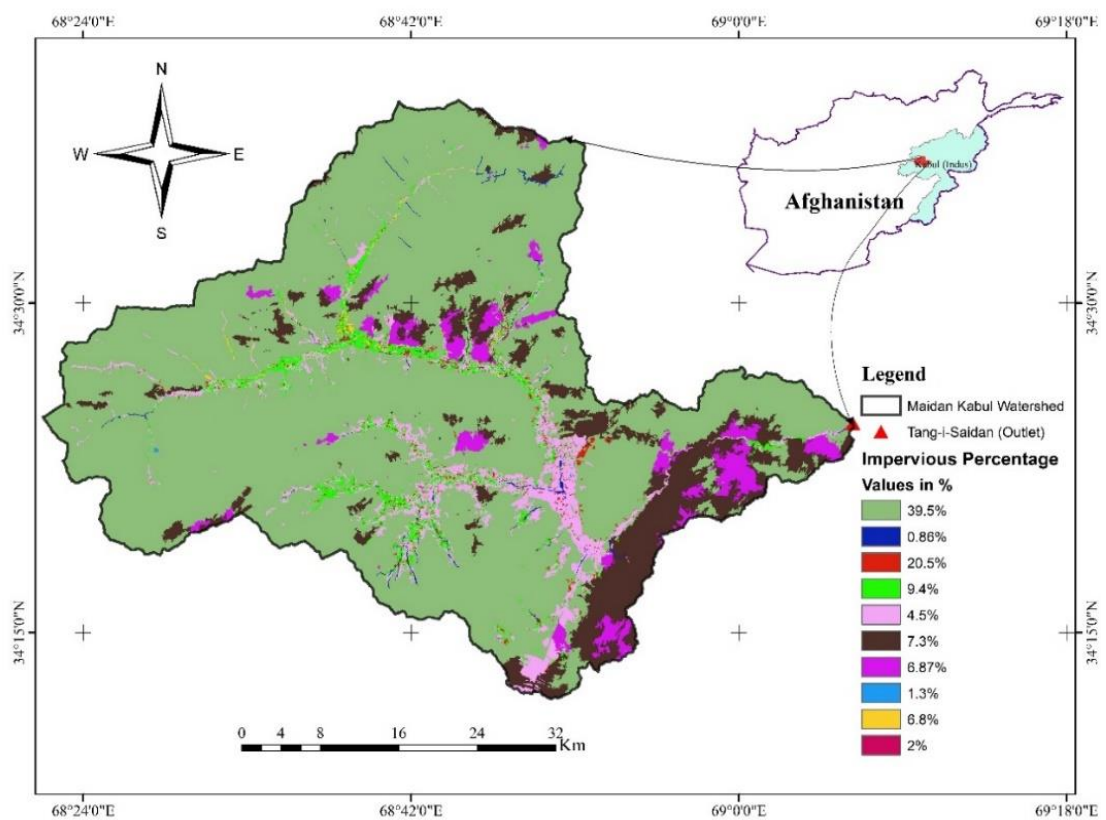 68°24'0"E 68°42'0"E 69°0'0"E 69°18'0"E
N
W E
S
Kabul (Indus)
Afghanistan
34°30'0"N 34°30'0"N
Legend
Maidan Kabul Watershed
Tang-i-Saidan (Outlet)
Impervious Percentage
Values in %
39.5%
0.86%
20.5%
9.4%
4.5%
7.3%
6.87%
1.3%
6.8%
2%
34°15'0"N 34°15'0"N
0 4 8 16 24 32
Km
68°24'0"E 68°42'0"E 69°0'0"E 69°18'0"E